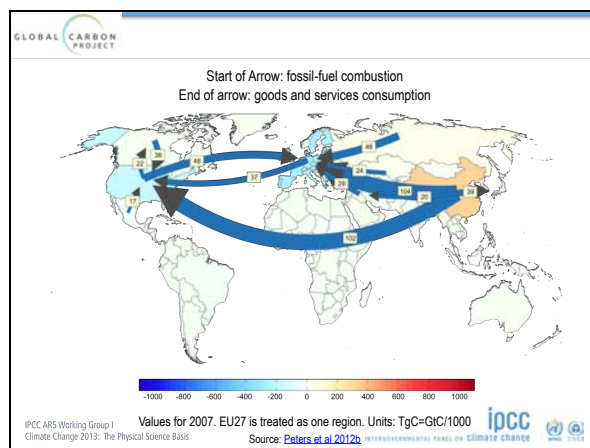 GLOBAL CARBON
PROJECT
Start of Arrow: fossil-fuel combustion
End of arrow: goods and services consumption
36
22
48
46
37
24
17
29
104
20
39
102
-1000 -800 -600 -400 -200 0 200 400 600 800 1000
IPCC AR5 Working Group I
Climate Change 2013: The Physical Science Basis
Values for 2007. EU27 is treated as one region. Units: TgC=GtC/1000
Source: Peters et al 2012b
ipcc
INTERGOVERNMENTAL PANEL ON climate change
WMO
UNEP